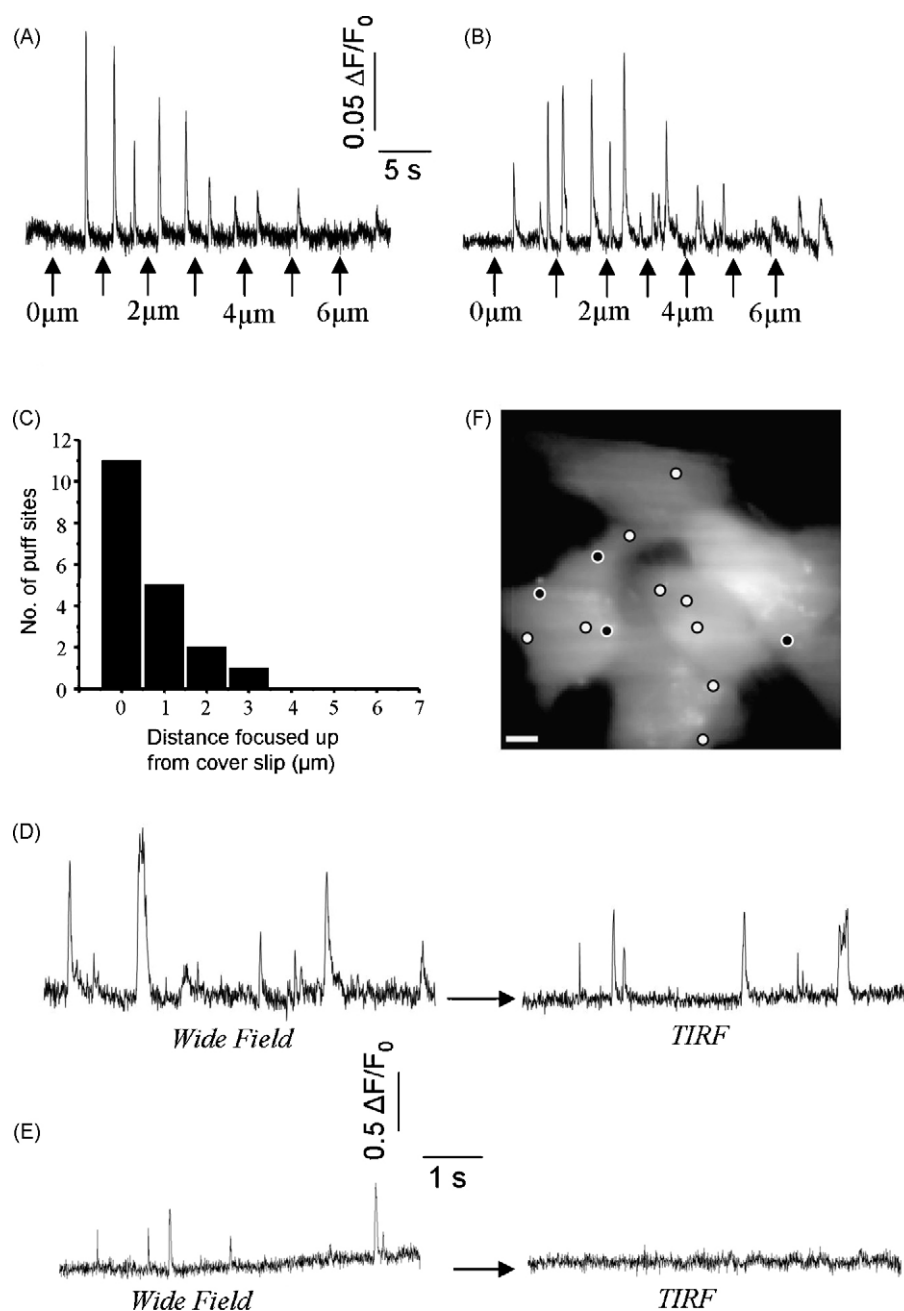 (A)
(B)
0.05 ΔF/F0
5 s
0μm
2μm
4μm
6μm
0μm
2μm
4μm
6μm
(C)
12
10
8
6
4
2
0
No. of puff sites
0 1 2 3 4 5 6 7
Distance focused up
from cover slip (μm)
(F)
(D)
Wide Field
TIRF
0.5 ΔF/F0
1 s
(E)
Wide Field
TIRF